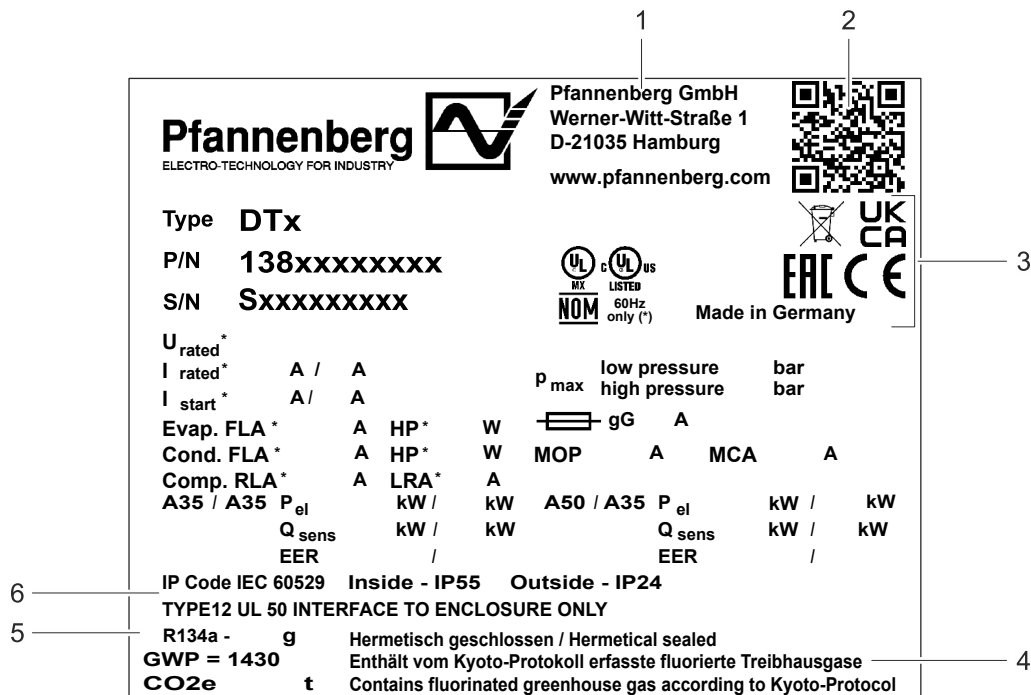 1
2
Pfannenberg
ELECTRO-TECHNOLOGY FOR INDUSTRY
Pfannenberg GmbH
Werner-Witt-Straße 1
D-21035 Hamburg
www.pfannenberg.com
Type DTx
P/N 138xxxxxxxx
S/N Sxxxxxxxxx
UL
MX
NOM
C UL US
LISTED
60Hz
only (*)
UK
CA
EAC CE
Made in Germany
3
U rated *
I rated * A / A
I start * A / A
p max low pressure bar
high pressure bar
gG A
Evap. FLA * A HP * W
Cond. FLA * A HP * W MOP A MCA A
Comp. RLA * A LRA * A
A35 / A35 P el kW / kW A50 / A35 P el kW / kW
Q sens kW / kW Q sens kW / kW
EER / EER /
6
IP Code IEC 60529 Inside - IP55 Outside - IP24
TYPE12 UL 50 INTERFACE TO ENCLOSURE ONLY
5
R134a - g Hermetisch geschlossen / Hermetical sealed
GWP = 1430 Enthält vom Kyoto-Protokoll erfasste fluorierte Treibhausgase 4
CO2e t Contains fluorinated greenhouse gas according to Kyoto-Protocol